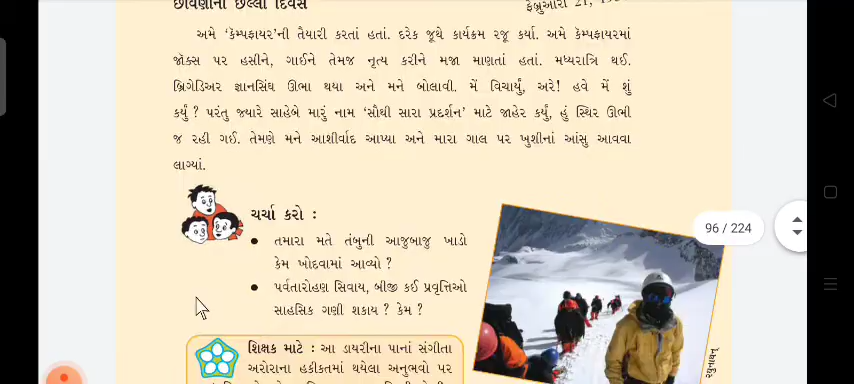 છાવણીનો છેલ્લો દિવસ
ફેબ્રુઆરી 21,
અમે 'કૅમ્પફાયર'ની તૈયારી કરતાં હતાં. દરેક જૂથે કાર્યક્રમ રજૂ કર્યા. અમે કૅમ્પફાયરમાં
જૉક્સ પર હસીને, ગાઈને તેમજ નૃત્ય કરીને મજા માણતાં હતાં. મધ્યરાત્રિ થઈ.
બ્રિગેડિઅર જ્ઞાનસિંઘ ઊભા થયા અને મને બોલાવી. મેં વિચાર્યું, અરે! હવે મેં શું
કર્યું ? પરંતુ જ્યારે સાહેબે મારું નામ 'સૌથી સારા પ્રદર્શન' માટે જાહેર કર્યું, હું સ્થિર ઊભી
જ રહી ગઈ. તેમણે મને આશીર્વાદ આપ્યા અને મારા ગાલ પર ખુશીનાં આંસુ આવવા
લાગ્યાં.
ચર્ચા કરો :
• તમારા મતે તંબુની આજુબાજુ ખાડો
કેમ ખોદવામાં આવ્યો ?
• પર્વતારોહણ સિવાય, બીજી કઈ પ્રવૃત્તિઓ
સાહસિક ગણી શકાય ? કેમ ?
96 / 224
શિક્ષક માટે : આ ડાયરીના પાનાં સંગીતા
અરોરાના હકીકતમાં થયેલા અનુભવો પર